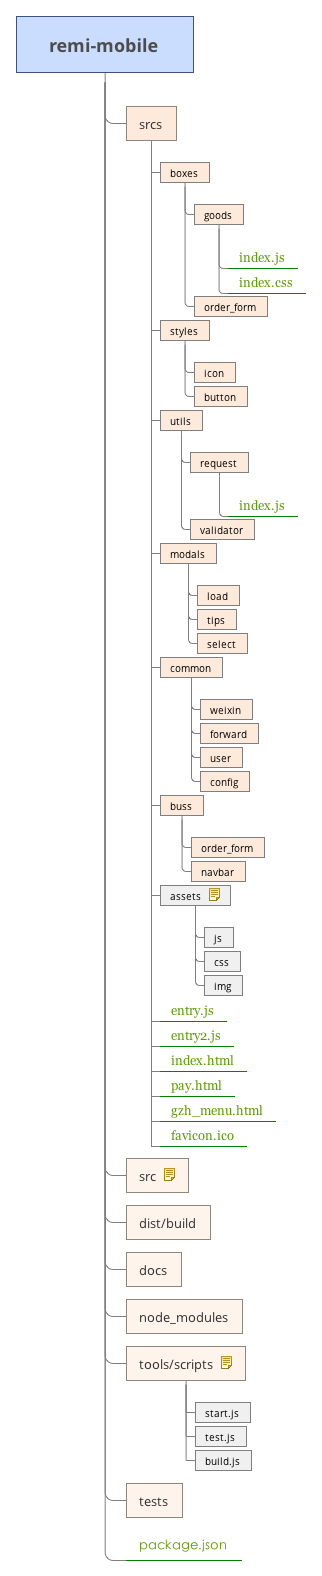 remi-mobile
srcs
boxes
goods
index.js
index.css
order_form
styles
icon
button
utils
request
index.js
validator
modals
load
tips
select
common
weixin
forward
user
config
buss
order_form
navbar
assets
js
css
img
entry.js
entry2.js
index.html
pay.html
gzh_menu.html
favicon.ico
src
dist/build
docs
node_modules
tools/scripts
start.js
test.js
build.js
tests
package.json